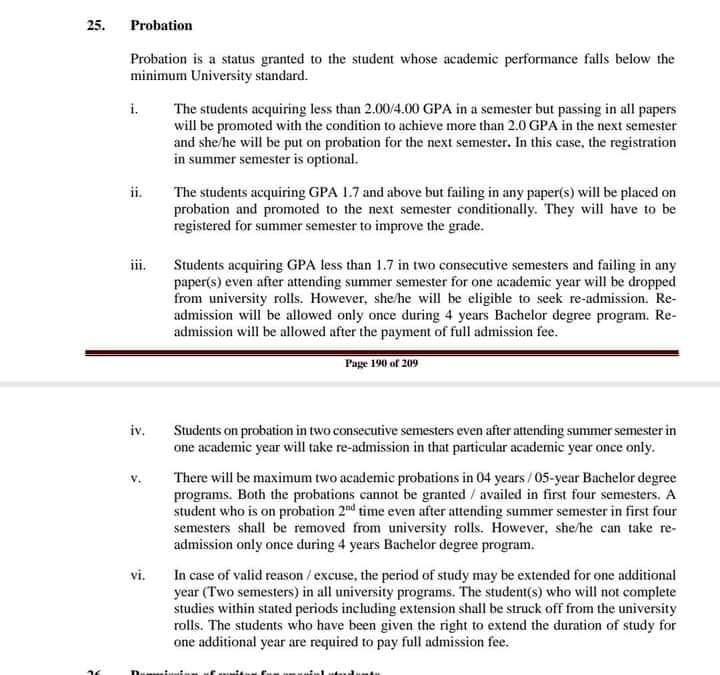 25. Probation
Probation is a status granted to the student whose academic performance falls below the
minimum University standard.
i. The students acquiring less than 2.00/4.00 GPA in a semester but passing in all papers
will be promoted with the condition to achieve more than 2.0 GPA in the next semester
and she/he will be put on probation for the next semester. In this case, the registration
in summer semester is optional.
ii. The students acquiring GPA 1.7 and above but failing in any paper(s) will be placed on
probation and promoted to the next semester conditionally. They will have to be
registered for summer semester to improve the grade.
iii. Students acquiring GPA less than 1.7 in two consecutive semesters and failing in any
paper(s) even after attending summer semester for one academic year will be dropped
from university rolls. However, she/he will be eligible to seek re-admission. Re-
admission will be allowed only once during 4 years Bachelor degree program. Re-
admission will be allowed after the payment of full admission fee.
Page 190 of 209
iv. Students on probation in two consecutive semesters even after attending summer semester in
one academic year will take re-admission in that particular academic year once only.
v. There will be maximum two academic probations in 04 years / 05-year Bachelor degree
programs. Both the probations cannot be granted / availed in first four semesters. A
student who is on probation 2nd time even after attending summer semester in first four
semesters shall be removed from university rolls. However, she/he can take re-
admission only once during 4 years Bachelor degree program.
vi. In case of valid reason / excuse, the period of study may be extended for one additional
year (Two semesters) in all university programs. The student(s) who will not complete
studies within stated periods including extension shall be struck off from the university
rolls. The students who have been given the right to extend the duration of study for
one additional year are required to pay full admission fee.